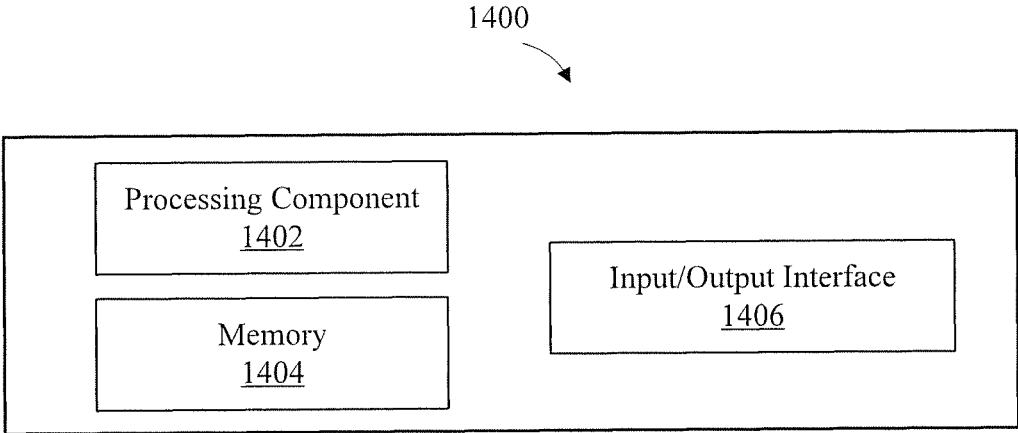 1400
Processing Component
1402
Memory
1404
Input/Output Interface
1406